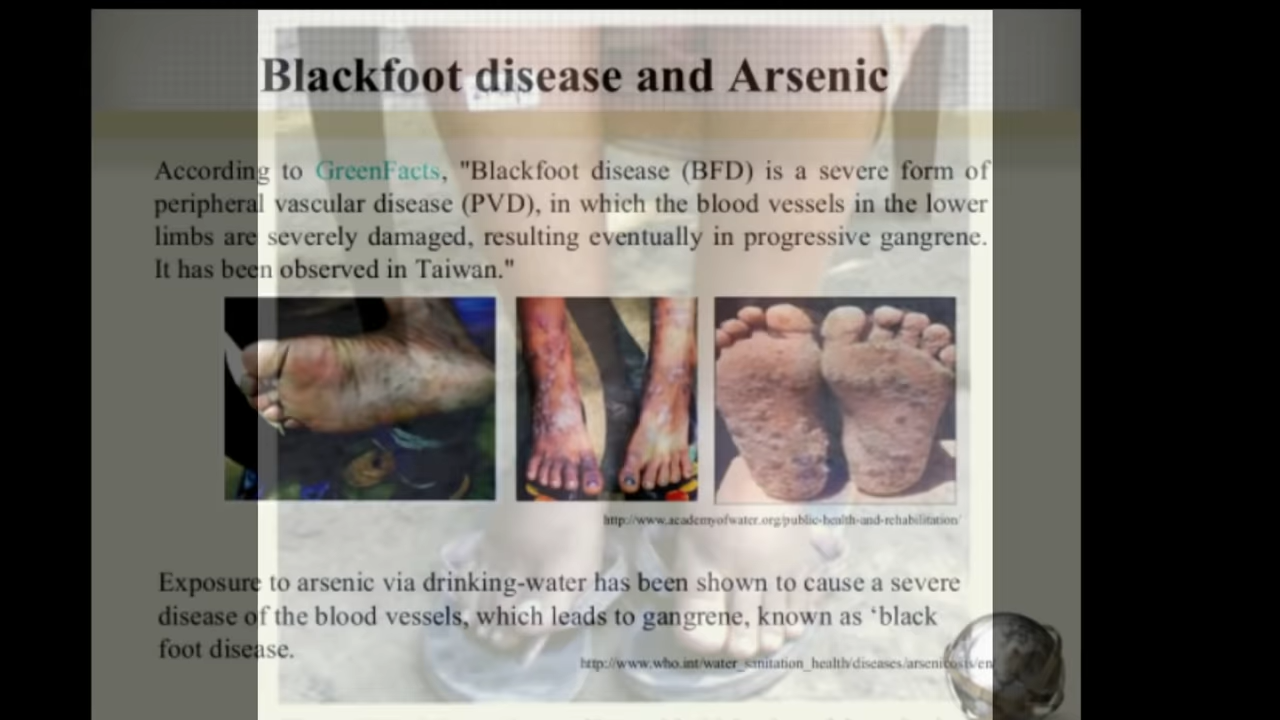 Blackfoot disease and Arsenic
According to GreenFacts, "Blackfoot disease (BFD) is a severe form of
peripheral vascular disease (PVD), in which the blood vessels in the lower
limbs are severely damaged, resulting eventually in progressive gangrene.
It has been observed in Taiwan."
http://www.academyofwater.org/public-health-and-rehabilitation/
Exposure to arsenic via drinking-water has been shown to cause a severe
disease of the blood vessels, which leads to gangrene, known as ‘black
foot disease.
http://www.who.int/water_sanitation_health/diseases/arsenicosis/en/